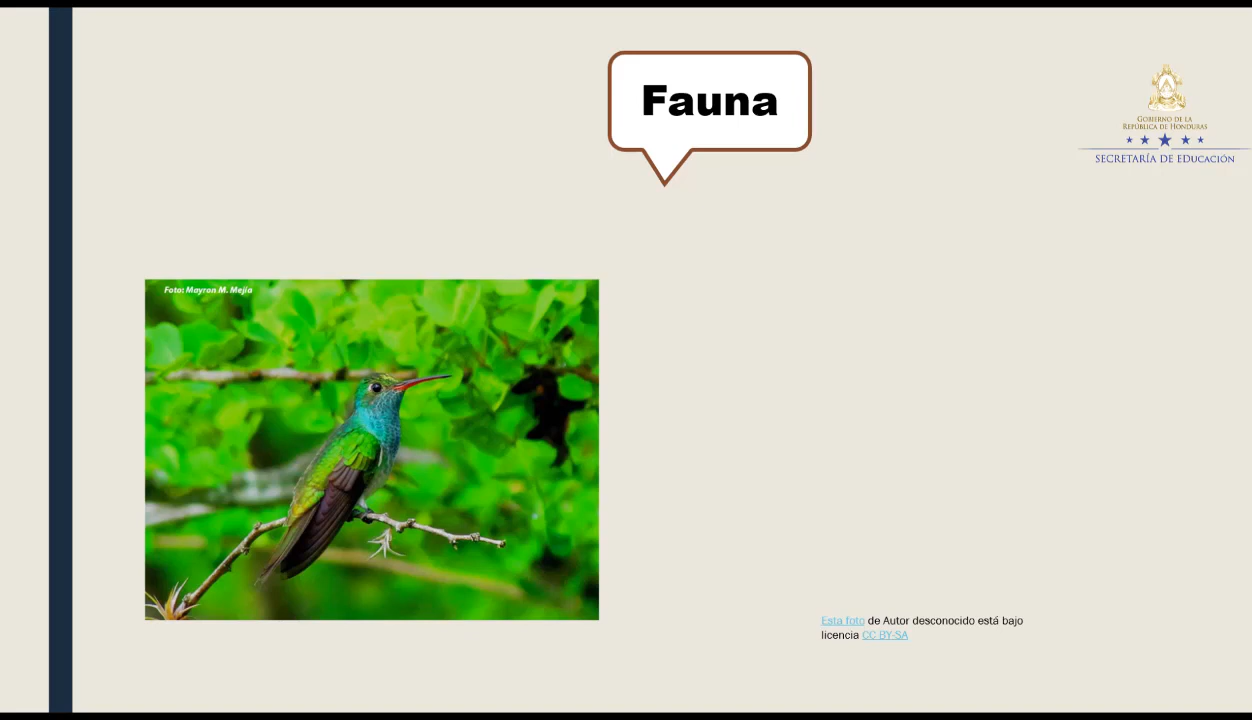 Fauna
GOBIERNO DE LA
REPÚBLICA DE HONDURAS
SECRETARÍA DE EDUCACIÓN
Foto: Mayron M. Mejía
Esta foto de Autor desconocido está bajo
licencia CC BY-SA